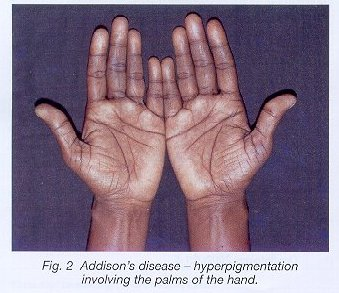 Fig. 2 Addison's disease – hyperpigmentation
involving the palms of the hand.